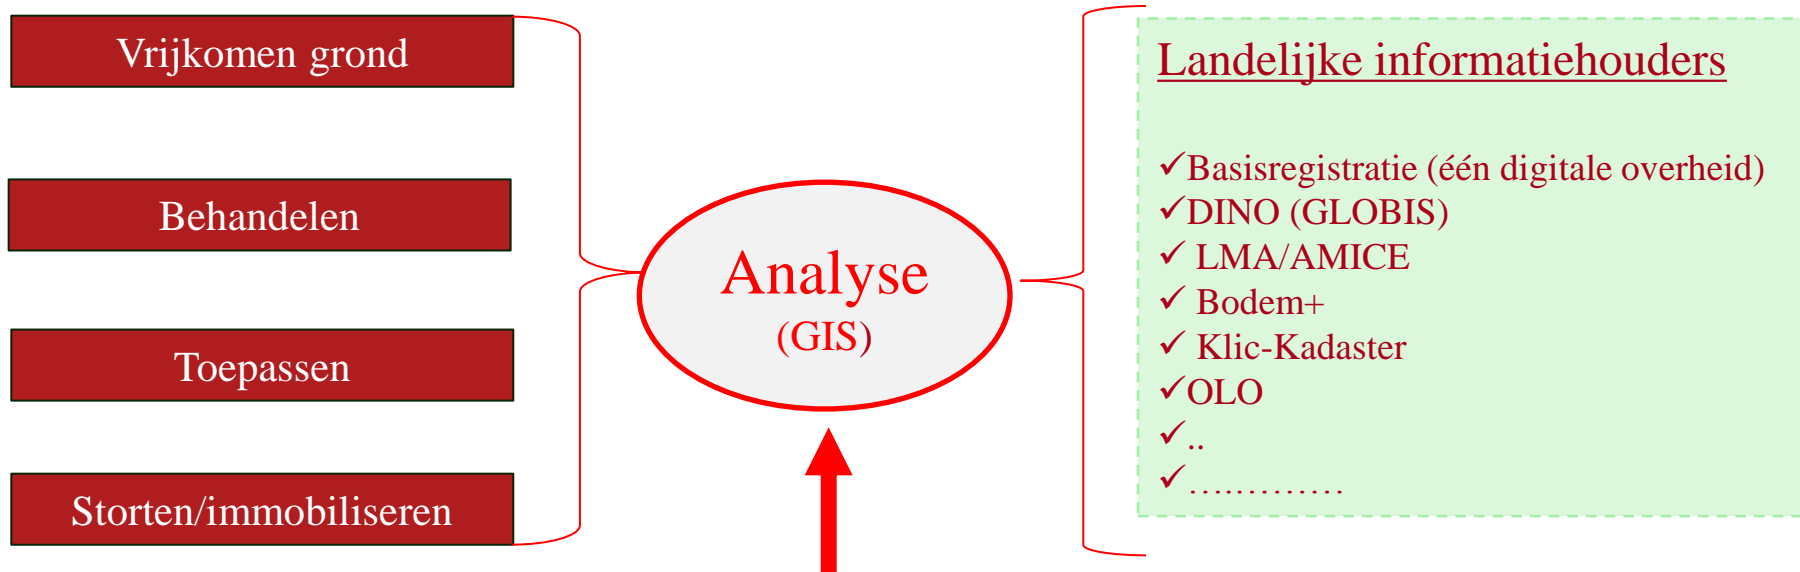 Vrijkomen grond
Behandelen
Toepassen
Storten/immobiliseren
Analyse
(GIS)
Landelijke informatiehouders
✓Basisregistratie (één digitale overheid)
✓DINO (GLOBIS)
✓ LMA/AMICE
✓ Bodem+
✓ Klic-Kadaster
✓OLO
✓..
✓…………